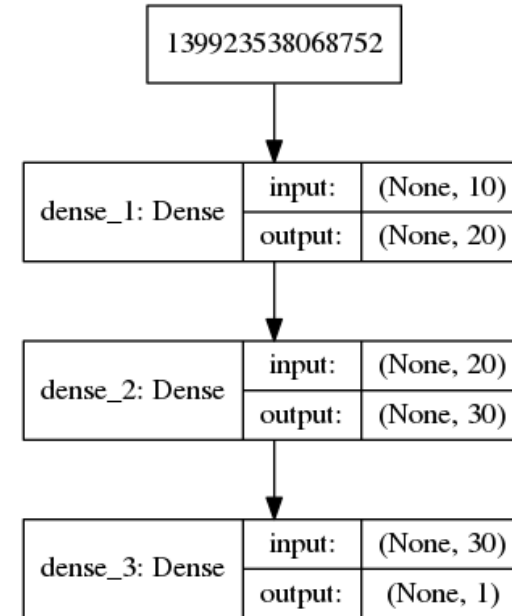 139923538068752
dense_1: Dense
input:
(None, 10)
output:
(None, 20)
dense_2: Dense
input:
(None, 20)
output:
(None, 30)
dense_3: Dense
input:
(None, 30)
output:
(None, 1)